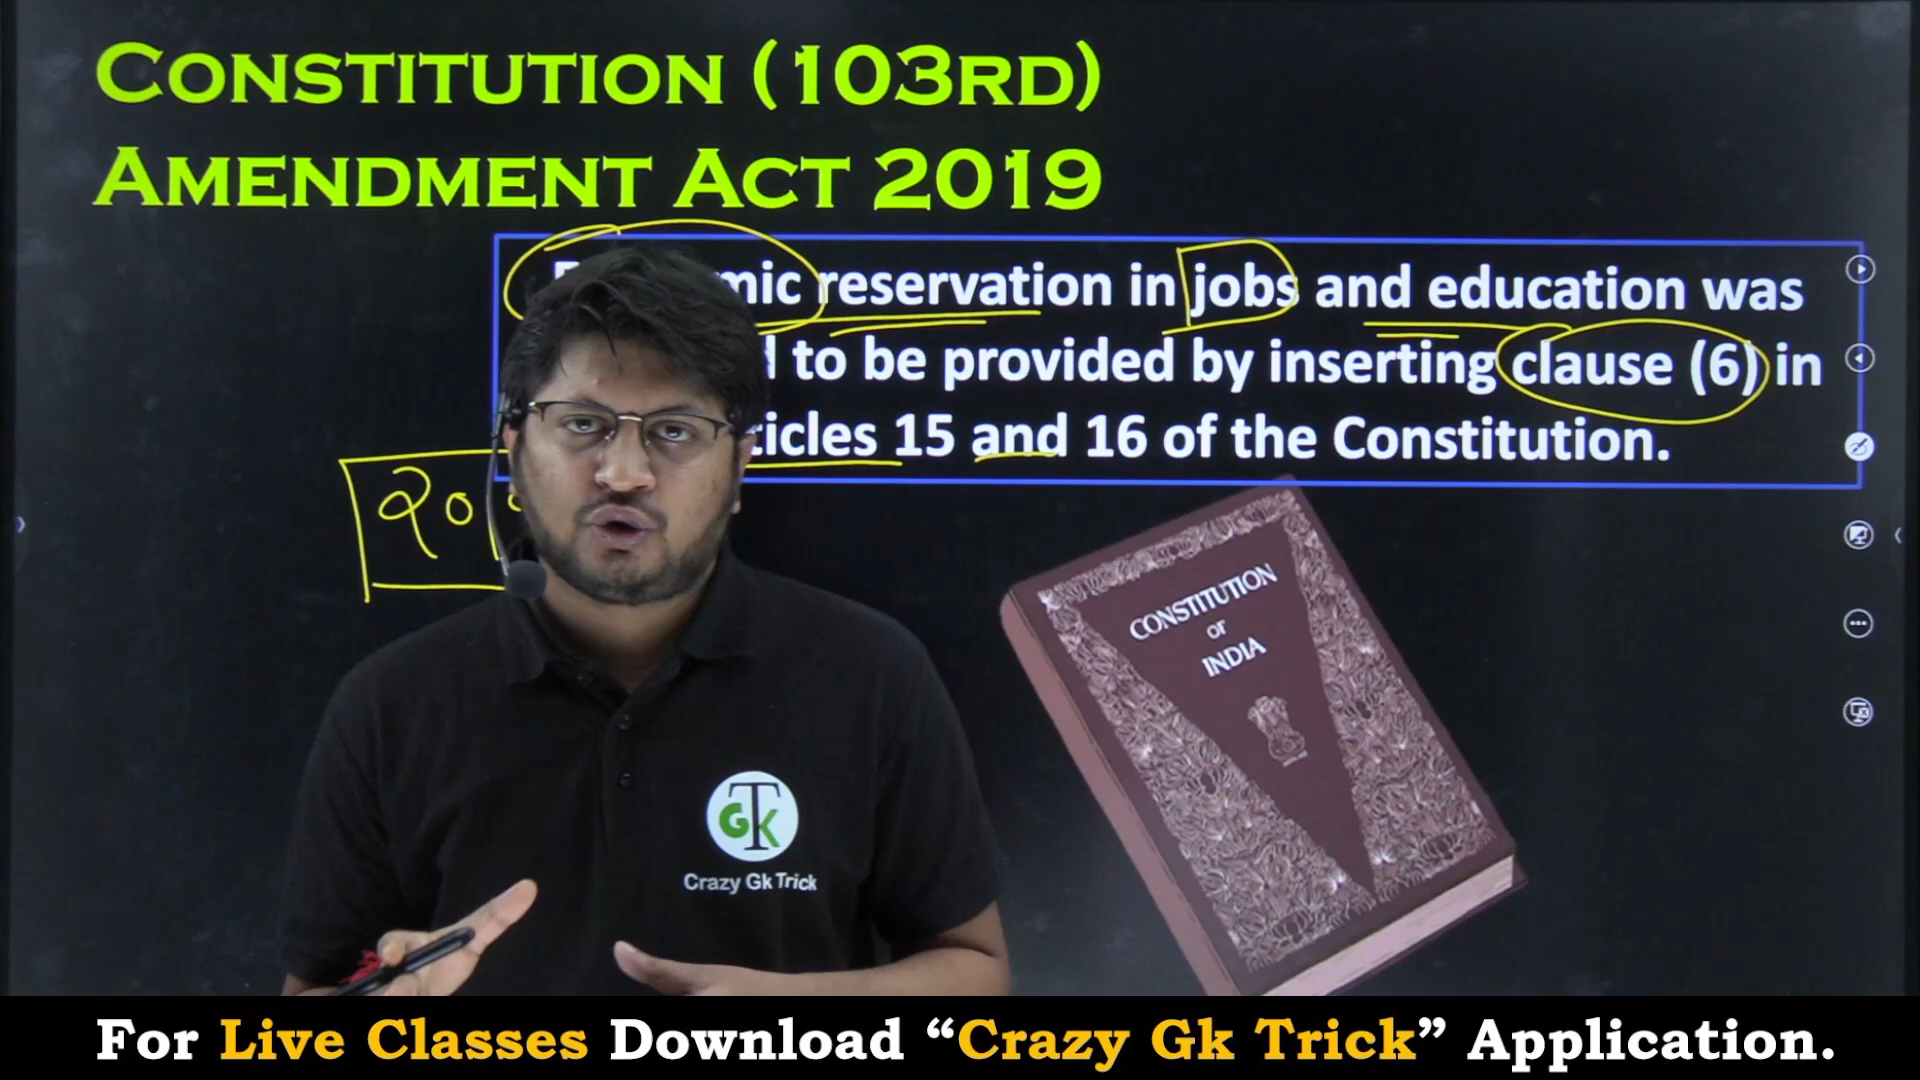 CONSTITUTION (103RD)
AMENDMENT ACT 2019
reservation in jobs and education was
to be provided by inserting clause (6) in
15 and 16 of the Constitution.
CONSTITUTION
OF
INDIA
GTK
Crazy Gk Trick
For Live Classes Download “Crazy Gk Trick” Application.